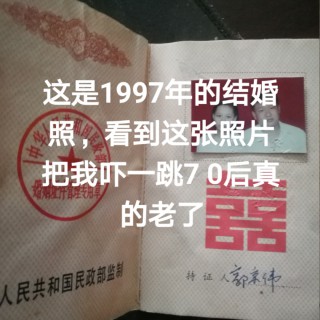 这是1997年的结婚
照，看到这张照片
把我吓一跳7 0后真
的老了
人民共和国民政部监制
囍
持证人